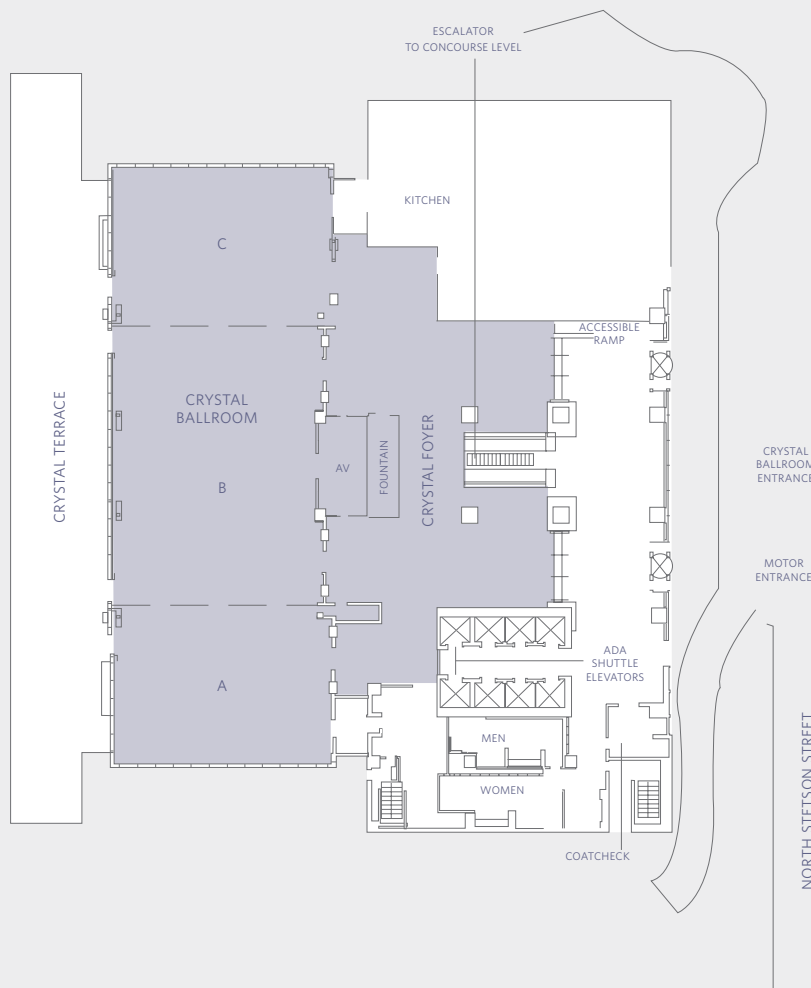 ESCALATOR
TO CONCOURSE LEVEL
KITCHEN
C
ACCESSIBLE
RAMP
CRYSTAL
BALLROOM
CRYSTAL TERRACE
CRYSTAL FOYER
FOUNTAIN
AV
B
CRYSTAL
BALLROOM
ENTRANCE
MOTOR
ENTRANCE
ADA
SHUTTLE
ELEVATORS
A
MEN
WOMEN
COATCHECK
NORTH STETSON STREET